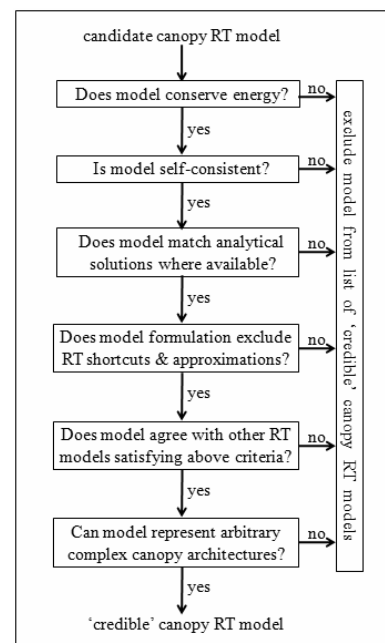 candidate canopy RT model
Does model conserve energy?
no
yes
Is model self-consistent?
no
yes
Does model match analytical
solutions where available?
no
yes
Does model formulation exclude
RT shortcuts & approximations?
no
yes
Does model agree with other RT
models satisfying above criteria?
no
yes
Can model represent arbitrary
complex canopy architectures?
no
yes
‘credible’ canopy RT model
exclude model from list of ‘credible’ canopy
RT models